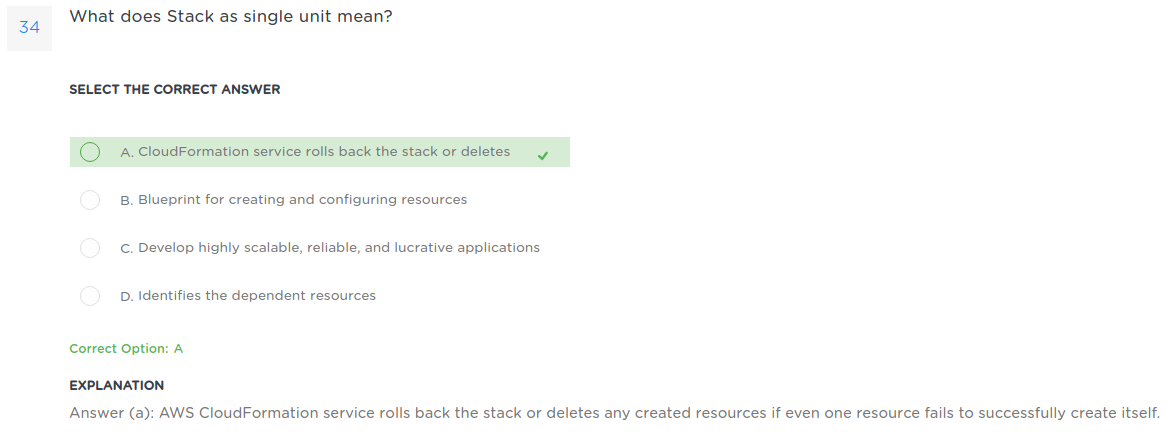 34
What does Stack as single unit mean?
SELECT THE CORRECT ANSWER
A. CloudFormation service rolls back the stack or deletes
B. Blueprint for creating and configuring resources
C. Develop highly scalable, reliable, and lucrative applications
D. Identifies the dependent resources
Correct Option: A
EXPLANATION
Answer (a): AWS CloudFormation service rolls back the stack or deletes any created resources if even one resource fails to successfully create itself.